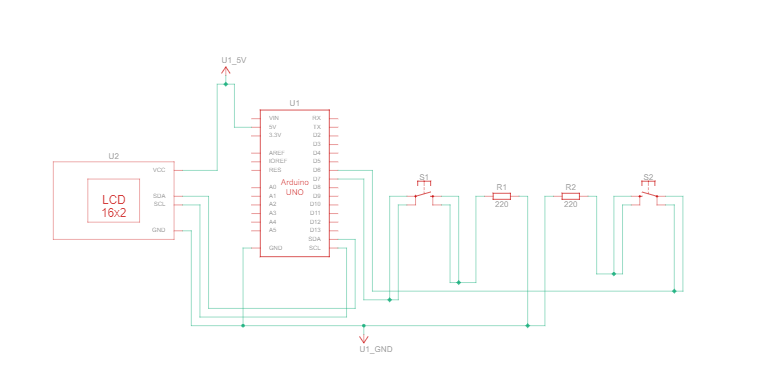 U1_5V
U1
VIN
RX
5V
TX
3.3V
D2
D3
AREF
D4
IOREF
D5
RES
D6
D7
A0
D8
A1
D9
A2
D10
A3
D11
A4
D12
A5
D13
SDA
GND
SCL
Arduino
UNO
U2
VCC
SDA
SCL
GND
LCD
16x2
S1
R1
220
R2
220
S2
U1_GND